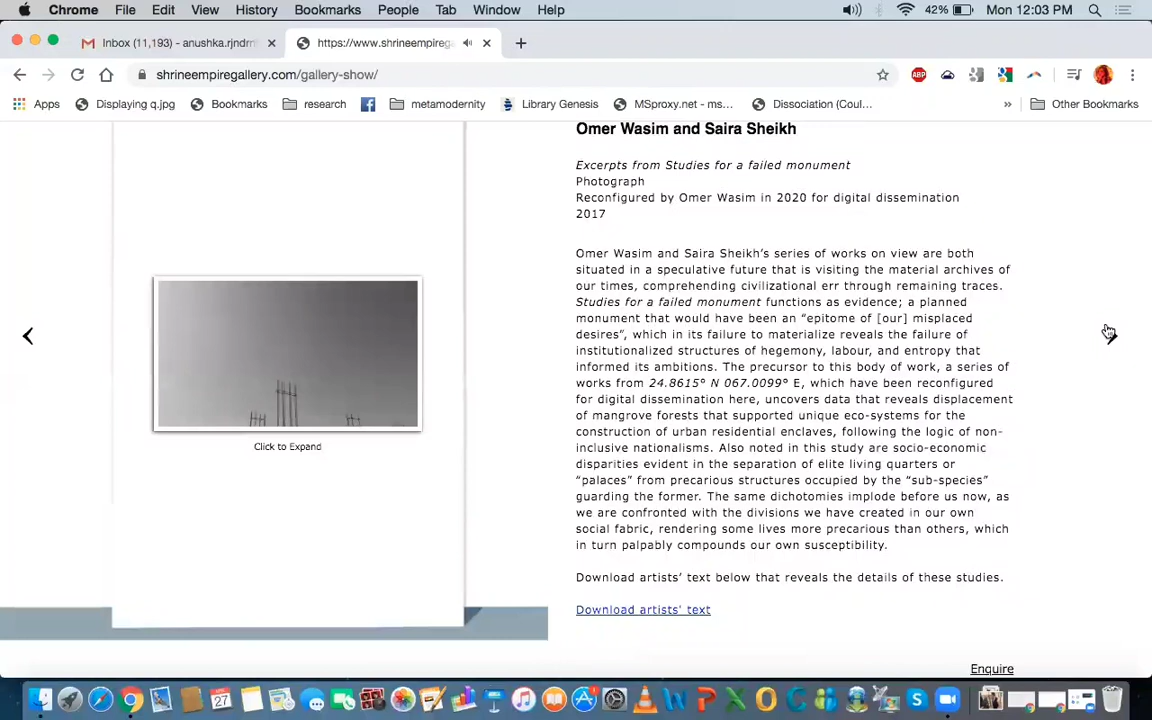 Chrome File Edit View History Bookmarks People Tab Window Help 42% Mon 12:03 PM
Inbox (11,193) - anushka.rjndrn https://www.shrineempirega
shrineempiregallery.com/gallery-show/ ABP
Apps Displaying q.jpg Bookmarks research metamodernity Library Genesis MSproxy.net - ms... Dissociation (Coul... » Other Bookmarks
Omer Wasim and Saira Sheikh
Excerpts from Studies for a failed monument
Photograph
Reconfigured by Omer Wasim in 2020 for digital dissemination
2017
Omer Wasim and Saira Sheikh's series of works on view are both
situated in a speculative future that is visiting the material archives of
our times, comprehending civilizational err through remaining traces.
Studies for a failed monument functions as evidence; a planned
monument that would have been an “epitome of [our] misplaced
desires”, which in its failure to materialize reveals the failure of
institutionalized structures of hegemony, labour, and entropy that
informed its ambitions. The precursor to this body of work, a series of
works from 24.8615° N 067.0099° E, which have been reconfigured
for digital dissemination here, uncovers data that reveals displacement
of mangrove forests that supported unique eco-systems for the
construction of urban residential enclaves, following the logic of non-
inclusive nationalisms. Also noted in this study are socio-economic
disparities evident in the separation of elite living quarters or
“palaces” from precarious structures occupied by the “sub-species”
guarding the former. The same dichotomies implode before us now, as
we are confronted with the divisions we have created in our own
social fabric, rendering some lives more precarious than others, which
in turn palpably compounds our own susceptibility.
Click to Expand
Download artists' text below that reveals the details of these studies.
Download artists' text
Enquire